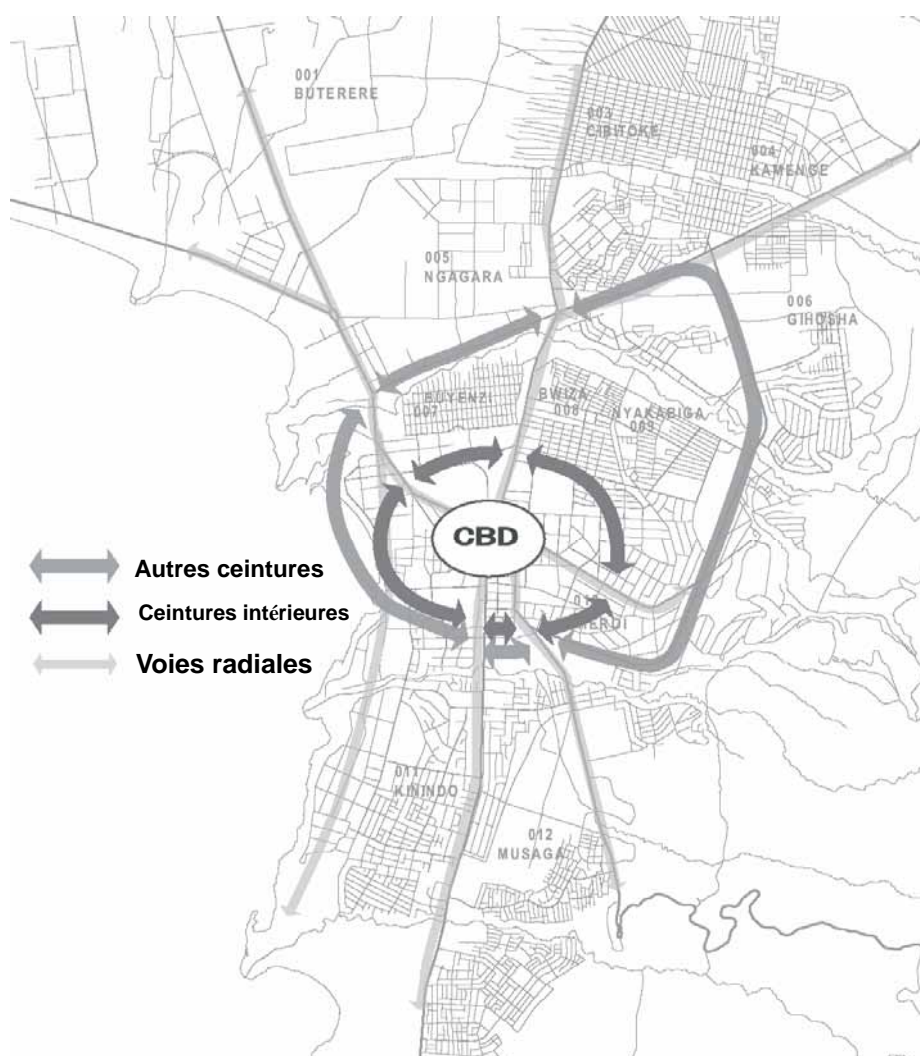 001
BUTERERE
003
CIBITOKE
004
KAMENGE
005
NGAGARA
006
GIHOSHA
BUYENZI
007
BWIZA
008
NYAKABIGA
009
CBD
Autres ceintures
Ceintures intérieures
Voies radiales
011
KININDO
012
MUSAGA